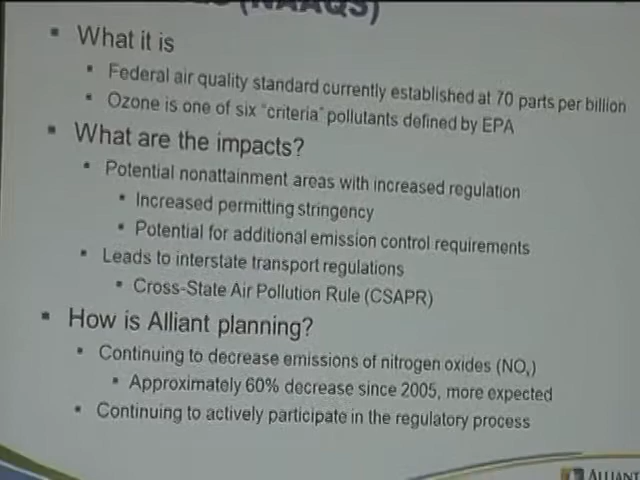 (NAAQS)
What it is
Federal air quality standard currently established at 70 parts per billion
Ozone is one of six "criteria" pollutants defined by EPA
What are the impacts?
Potential nonattainment areas with increased regulation
Increased permitting stringency
Potential for additional emission control requirements
Leads to interstate transport regulations
Cross-State Air Pollution Rule (CSAPR)
How is Alliant planning?
Continuing to decrease emissions of nitrogen oxides (NOx)
Approximately 60% decrease since 2005, more expected
Continuing to actively participate in the regulatory process
ALLIANT